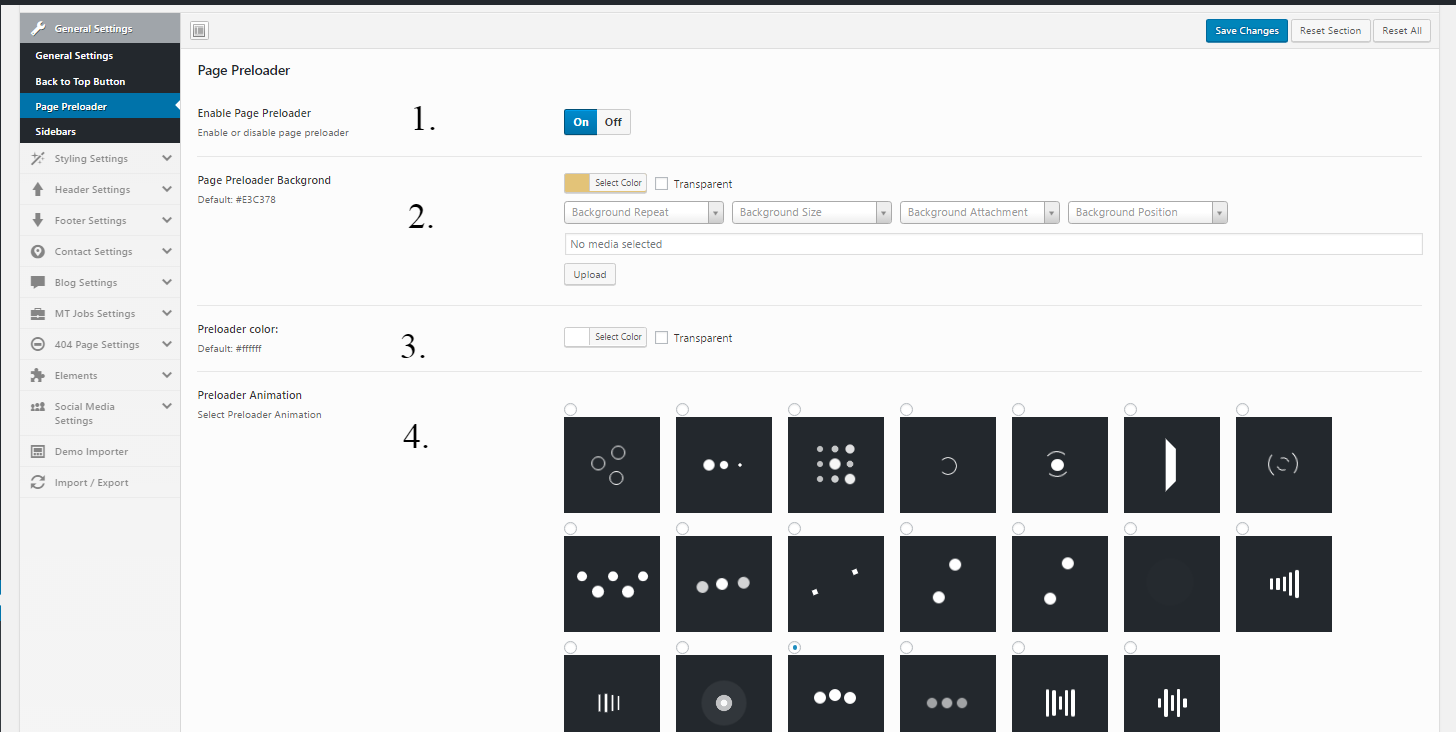 General Settings
General Settings
Back to Top Button
Page Preloader
Sidebars
Styling Settings
Header Settings
Footer Settings
Contact Settings
Blog Settings
MT Jobs Settings
404 Page Settings
Elements
Social Media
Settings
Demo Importer
Import / Export
Save Changes Reset Section Reset All
Page Preloader
Enable Page Preloader
Enable or disable page preloader
1.
On Off
Page Preloader Backgrond
Default: #E3C378
2.
Select Color Transparent
Background Repeat Background Size Background Attachment Background Position
No media selected
Upload
Preloader color:
Default: #ffffff
3.
Select Color Transparent
Preloader Animation
Select Preloader Animation
4.